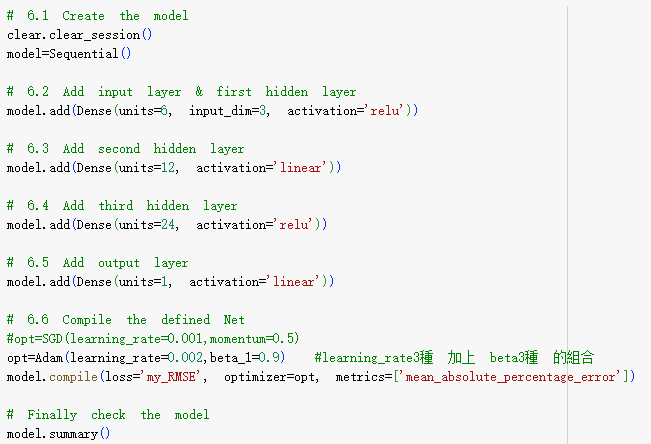 # 6.1 Create the model
clear.clear_session()
model=Sequential()
# 6.2 Add input layer & first hidden layer
model.add(Dense(units=6, input_dim=3, activation='relu'))
# 6.3 Add second hidden layer
model.add(Dense(units=12, activation='linear'))
# 6.4 Add third hidden layer
model.add(Dense(units=24, activation='relu'))
# 6.5 Add output layer
model.add(Dense(units=1, activation='linear'))
# 6.6 Compile the defined Net
#opt=SGD(learning_rate=0.001,momentum=0.5)
opt=Adam(learning_rate=0.002,beta_1=0.9) #learning_rate3種 加上 beta3種 的組合
model.compile(loss='my_RMSE', optimizer=opt, metrics=['mean_absolute_percentage_error'])
# Finally check the model
model.summary()